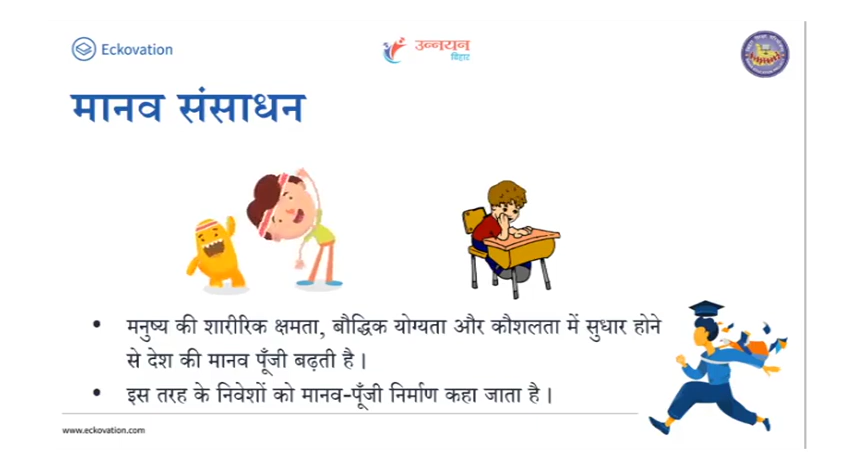 Eckovation
उन्नयन
बिहार
मानव संसाधन
• मनुष्य की शारीरिक क्षमता, बौद्धिक योग्यता और कौशलता में सुधार होने
से देश की मानव पूँजी बढ़ती है ।
• इस तरह के निवेशों को मानव-पूँजी निर्माण कहा जाता है ।
www.eckovation.com